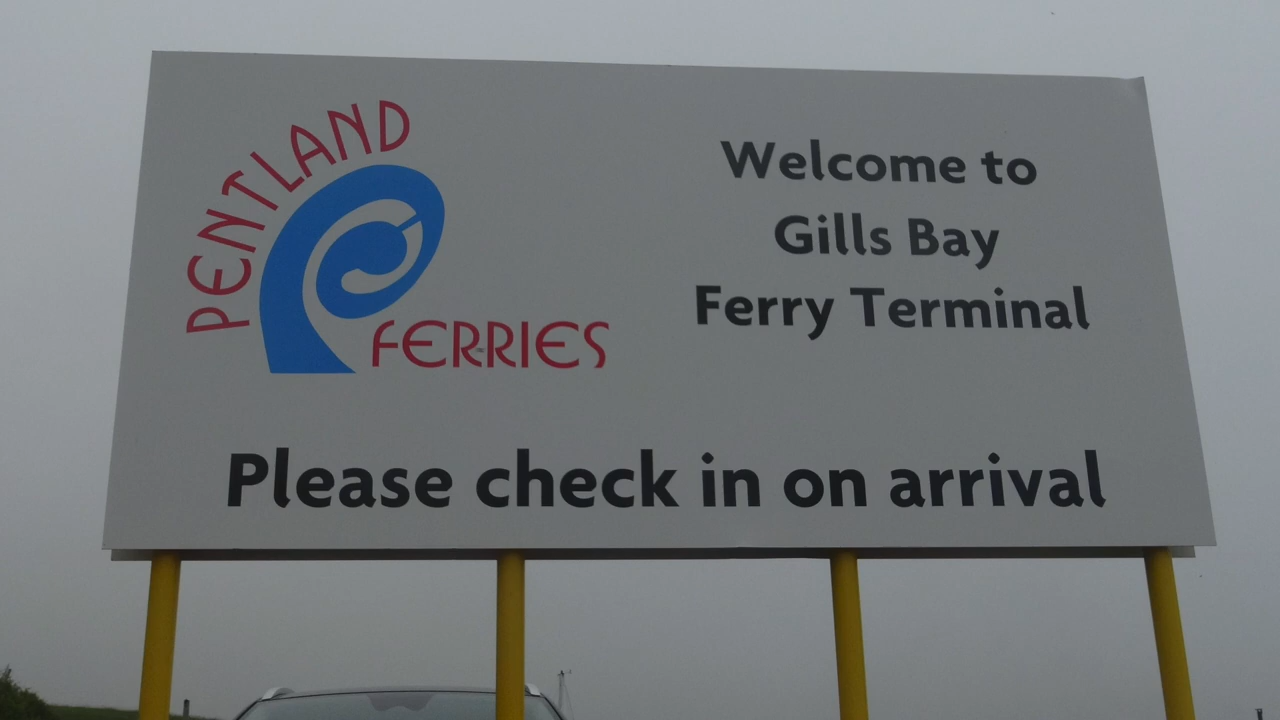 PENTLAND
FERRIES
Welcome to
Gills Bay
Ferry Terminal
Please check in on arrival